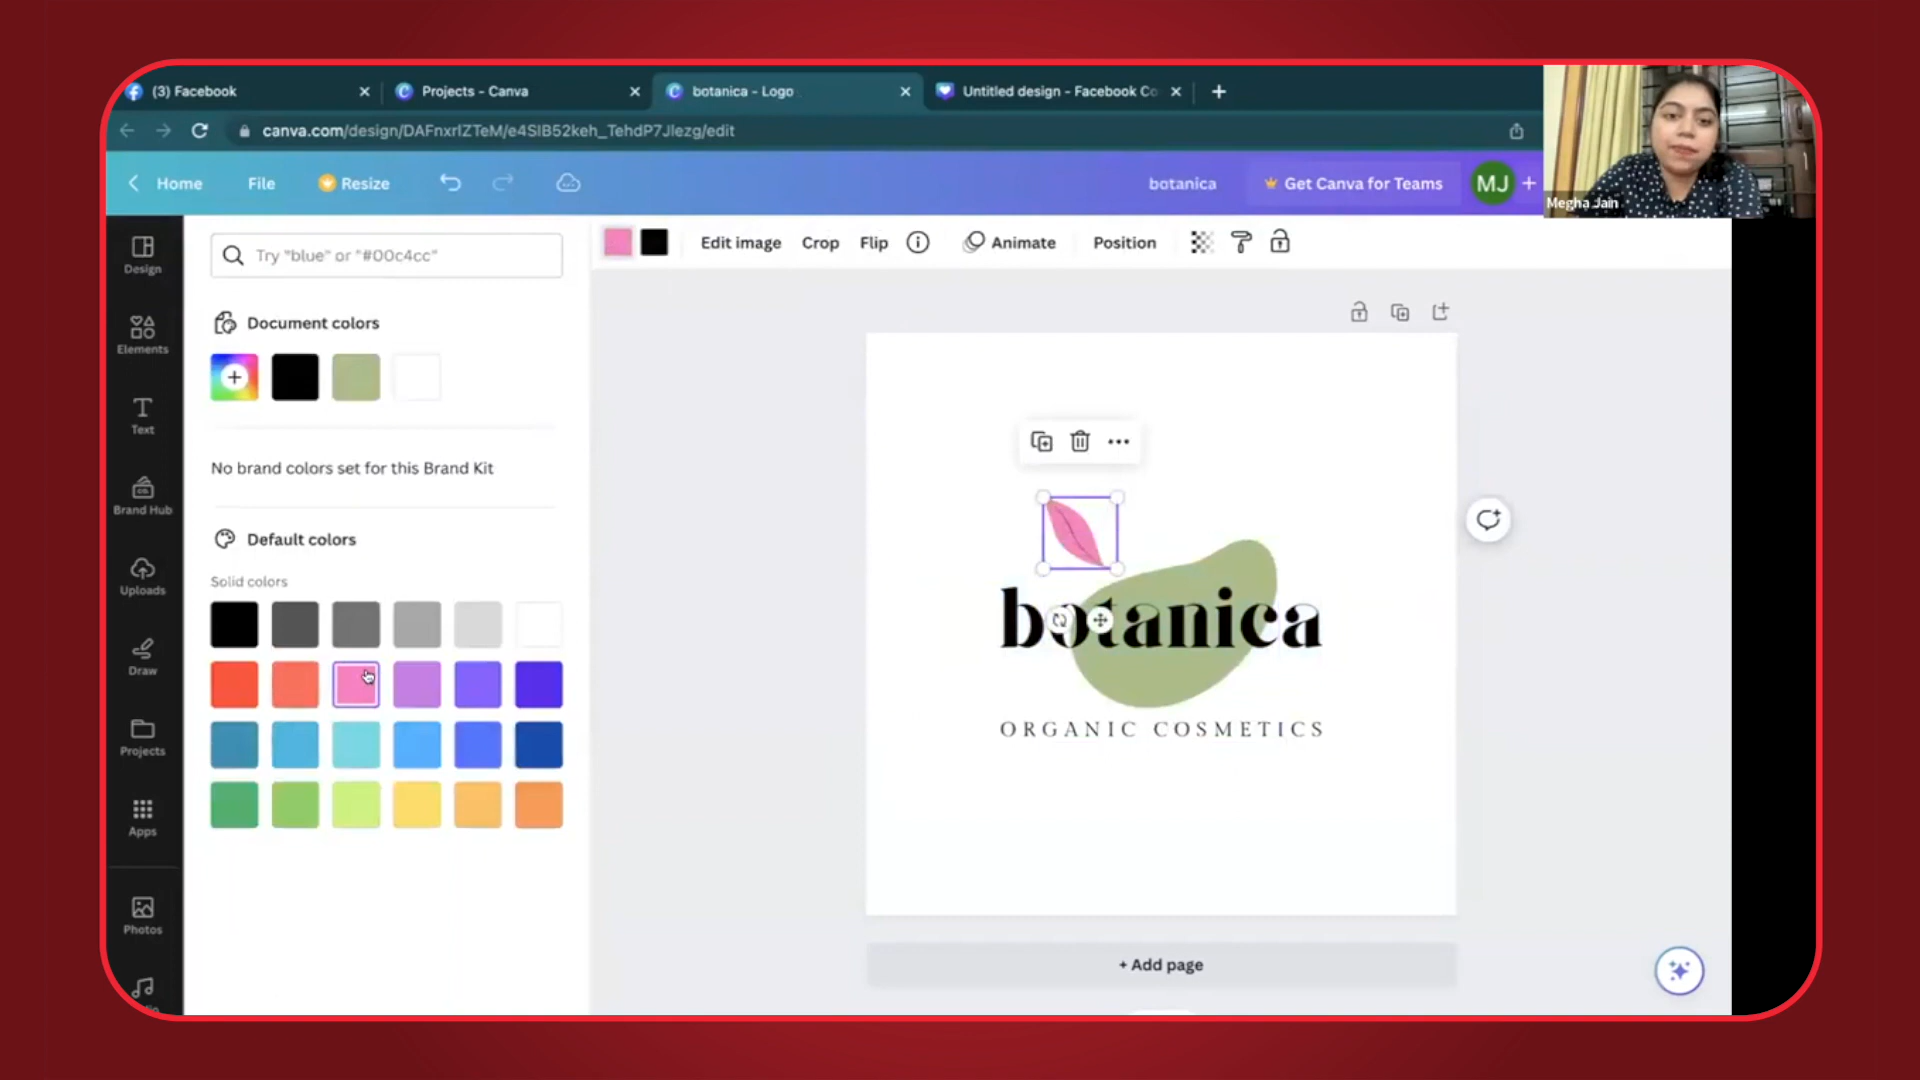 (3) Facebook
Projects - Canva
botanica - Logo
Untitled design - Facebook Co
canva.com/design/DAFnxrIZTeM/e4SIB52keh_TehdP7Jlezg/edit
Home
File
Resize
botanica
Get Canva for Teams
MJ
Megha Jain
Design
Elements
Text
Brand Hub
Uploads
Draw
Projects
Apps
Photos
Try "blue" or "#00c4cc"
Document colors
No brand colors set for this Brand Kit
Default colors
Solid colors
Edit image
Crop
Flip
Animate
Position
botanica
ORGANIC COSMETICS
+ Add page